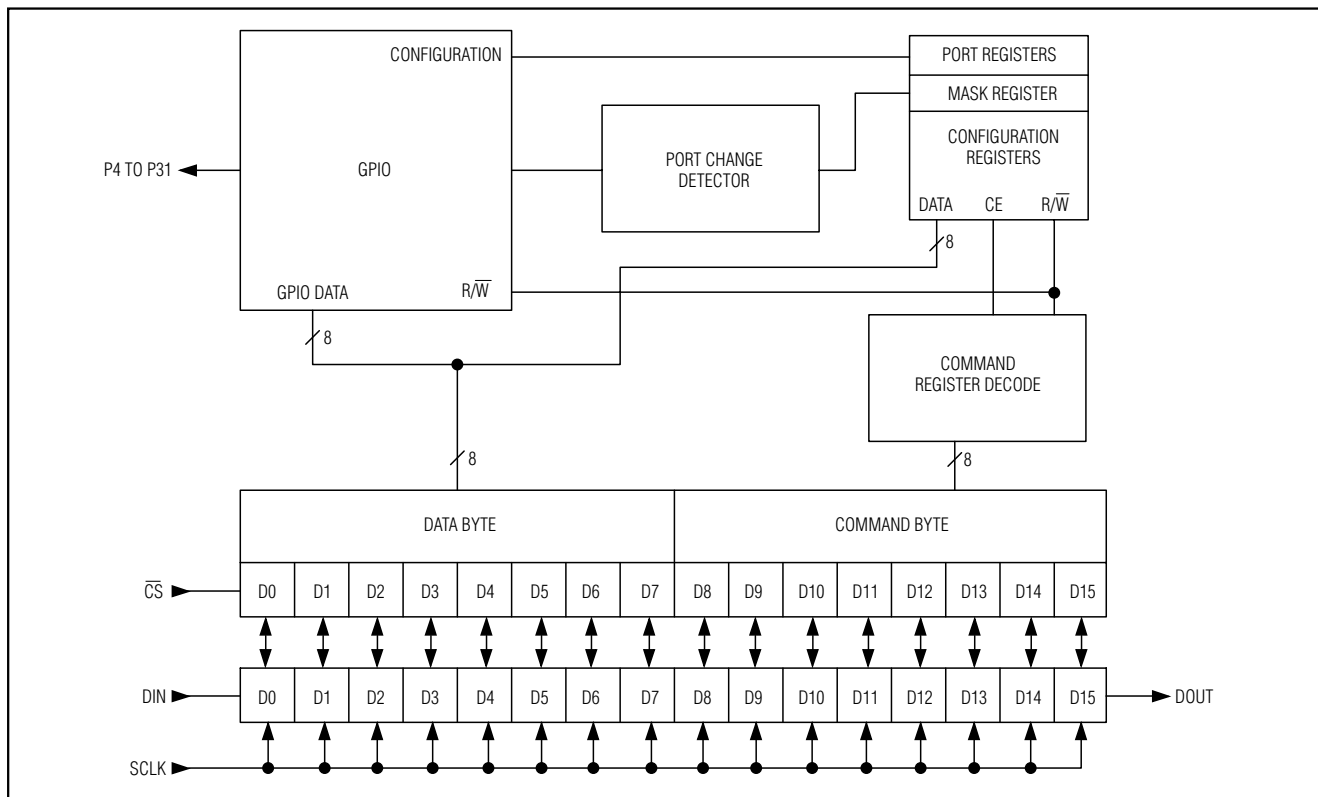 CONFIGURATION
PORT REGISTERS
MASK REGISTER
CONFIGURATION
REGISTERS
DATA CE R/W̅
P4 TO P31
GPIO
PORT CHANGE
DETECTOR
8
GPIO DATA R/W̅
8
COMMAND
REGISTER DECODE
8
8
DATA BYTE COMMAND BYTE
C̅S̅ D0 D1 D2 D3 D4 D5 D6 D7 D8 D9 D10 D11 D12 D13 D14 D15
DIN D0 D1 D2 D3 D4 D5 D6 D7 D8 D9 D10 D11 D12 D13 D14 D15 DOUT
SCLK